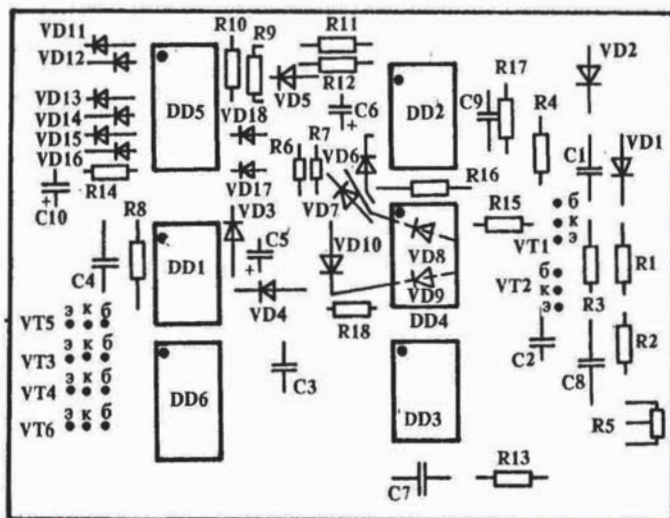 VD11
VD12
VD13
VD14
VD15
VD16
R14
C10
+
DD5
R10
R9
VD18
VD17
VD5
R11
R12
C6
+
R6
R7
VD6
VD7
DD2
C9
R17
R4
VD2
C1
VD1
R16
R15
б
к
э
VT1
б
к
э
VT2
R8
C4
DD1
VD3
C5
+
VD4
VD10
VD8
VD9
DD4
R18
R3
R1
R2
C2
C8
R5
э к б
VT5
э к б
VT3
э к б
VT4
э к б
VT6
DD6
C3
DD3
C7
R13